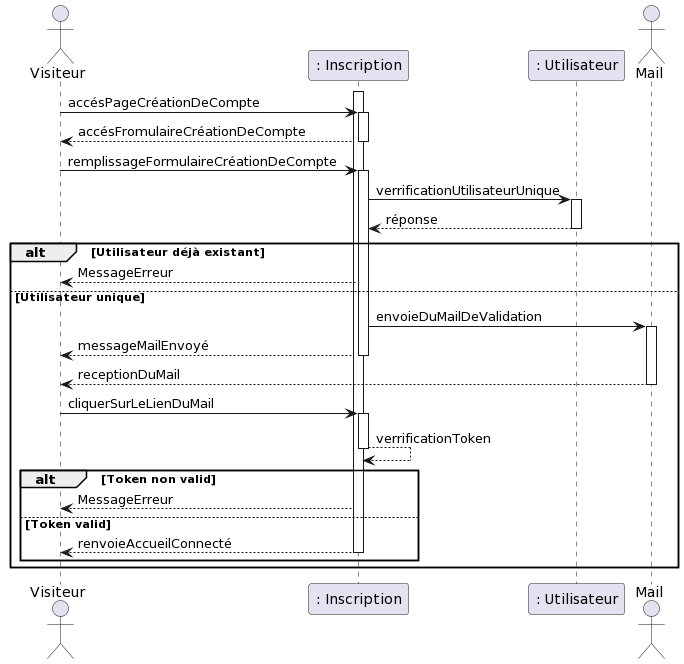 Visiteur
: Inscription
: Utilisateur
Mail
accésPageCréationDeCompte
accésFromulaireCréationDeCompte
remplissageFormulaireCréationDeCompte
verrificationUtilisateurUnique
réponse
alt [Utilisateur déjà existant]
MessageErreur
[Utilisateur unique]
envoieDuMailDeValidation
messageMailEnvoyé
receptionDuMail
cliquerSurLeLienDuMail
verrificationToken
alt [Token non valid]
MessageErreur
[Token valid]
renvoieAccueilConnecté
Visiteur
: Inscription
: Utilisateur
Mail